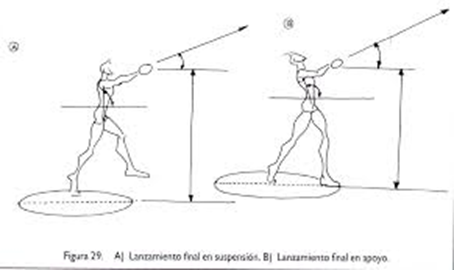 A
B
Figura 29. A) Lanzamiento final en suspensión. B) Lanzamiento final en apoyo.